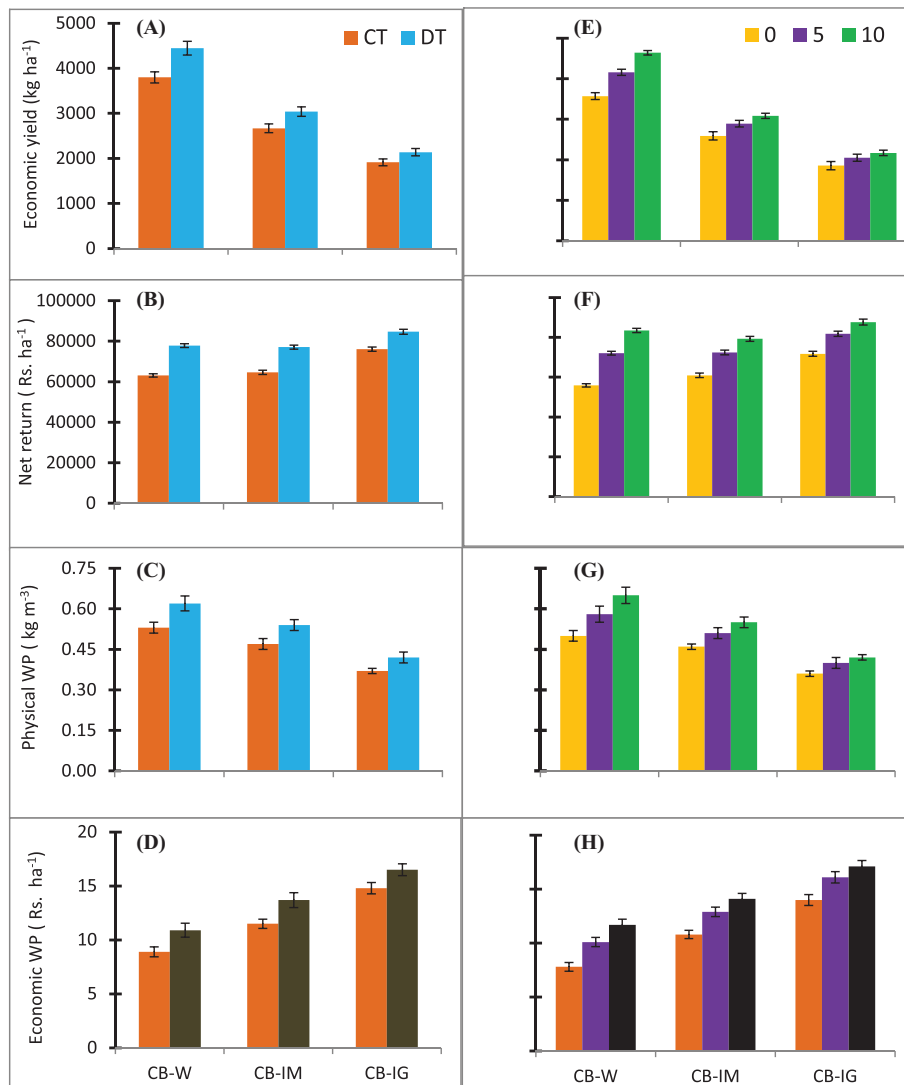 (A)
CT DT
Economic yield (kg ha-1)
5000
4000
3000
2000
1000
0
(E)
0 5 10
(B)
Net return ( Rs. ha-1 )
100000
80000
60000
40000
20000
0
(F)
(C)
Physical WP ( kg m-3)
0.75
0.60
0.45
0.30
0.15
0.00
(G)
(D)
Economic WP ( Rs. ha-1)
20
15
10
5
0
CB-W CB-IM CB-IG
(H)
CB-W CB-IM CB-IG